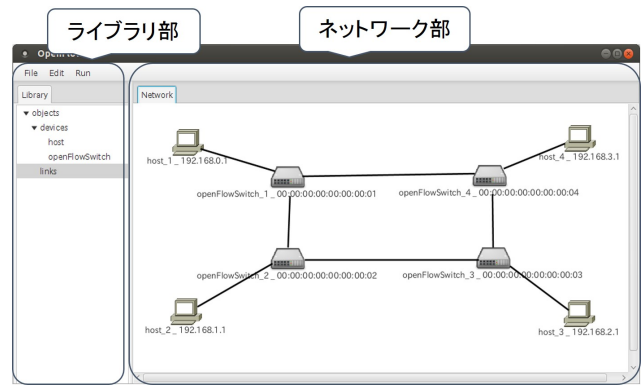 ライブラリ部
ネットワーク部
File Edit Run
Library
Network
▼ objects
▼ devices
host
openFlowSwitch
links
host_1 _ 192.168.0.1
host_4 _ 192.168.3.1
openFlowSwitch_1 _ 00:00:00:00:00:00:00:01
openFlowSwitch_4 _ 00:00:00:00:00:00:00:04
openFlowSwitch_2 _ 00:00:00:00:00:00:00:02
openFlowSwitch_3 _ 00:00:00:00:00:00:00:03
host_2 _ 192.168.1.1
host_3 _ 192.168.2.1